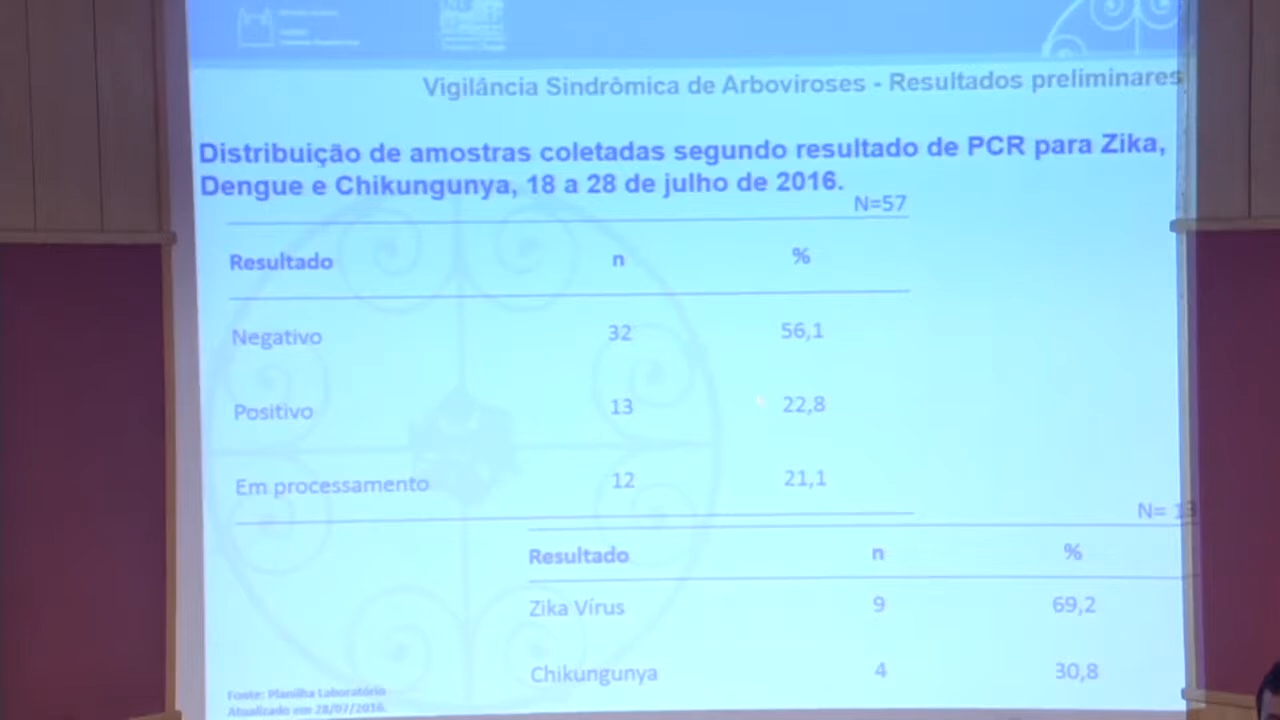 Vigilância Sindrômica de Arboviroses - Resultados preliminares
Distribuição de amostras coletadas segundo resultado de PCR para Zika,
Dengue e Chikungunya, 18 a 28 de julho de 2016.
N=57
Resultado n %
Negativo 32 56,1
Positivo 13 22,8
Em processamento 12 21,1
N= 13
Resultado n %
Zika Vírus 9 69,2
Chikungunya 4 30,8
Fonte: Planilha Laboratório
Atualizado em 28/07/2016.